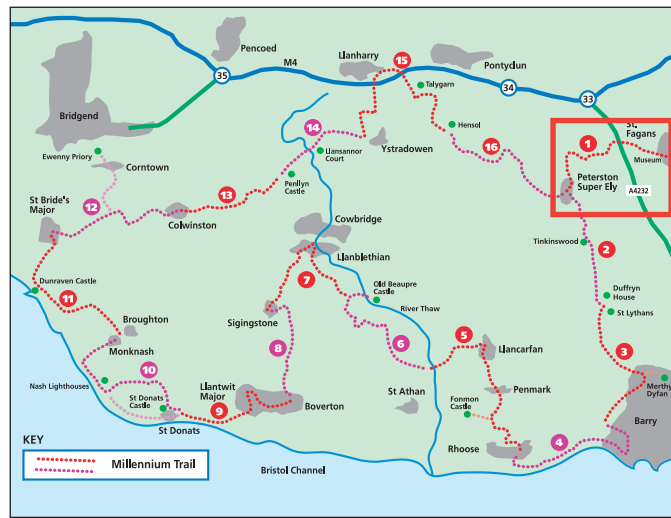 Pencoed
Llanharry
15
Pontyclun
35
M4
Talygarn
34
33
Bridgend
14
Hensol
St.
Fagans
1
Museum
Ewenny Priory
Llansannor
Court
Ystradowen
16
Corntown
Peterston
Super Ely
A4232
St Bride's
Major
12
13
Penllyn
Castle
Colwinston
Cowbridge
Tinkinswood
2
Llanblethian
Dunraven Castle
7
Old Beaupre
Castle
Duffryn
House
11
River Thaw
St Lythans
Broughton
Sigingstone
5
Monknash
8
6
Llancarfan
3
Nash Lighthouses
10
Llantwit
Major
St Athan
Penmark
Merthyr
Dyfan
St Donats
Castle
Boverton
Fonmon
Castle
9
Barry
St Donats
Rhoose
4
KEY
Millennium Trail
Bristol Channel